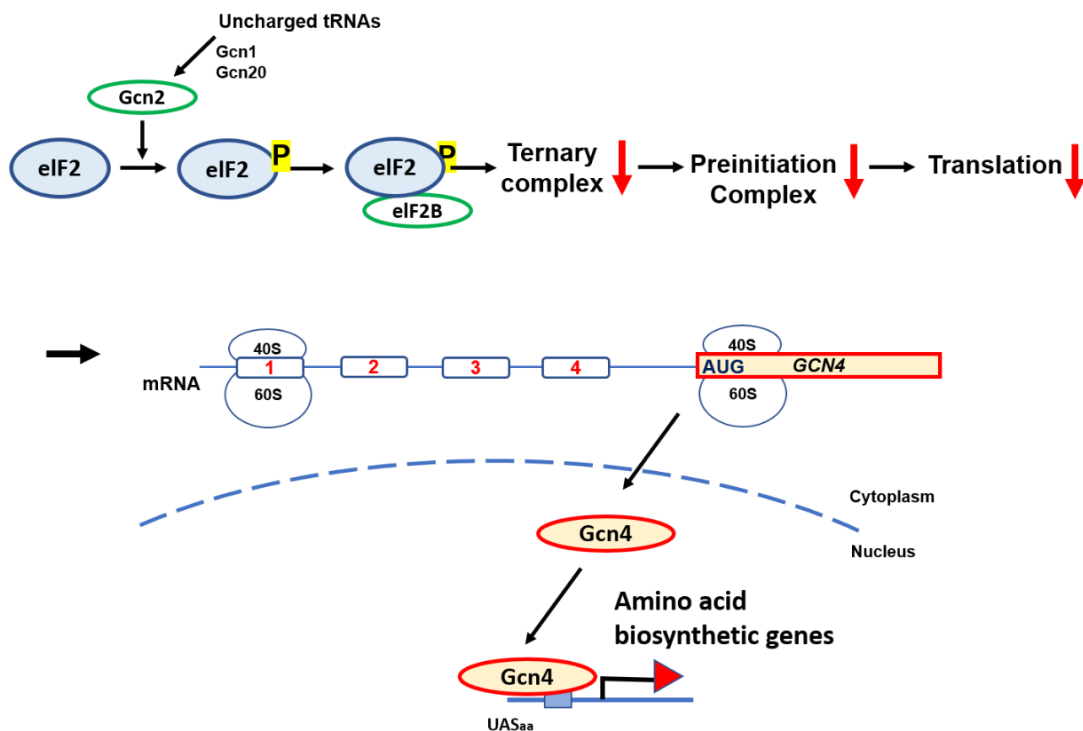 Uncharged tRNAs
Gcn1
Gcn20
Gcn2
eIF2
eIF2
P
eIF2
P
eIF2B
Ternary
complex
Preinitiation
Complex
Translation
mRNA
40S
1
60S
2
3
4
40S
AUG
GCN4
60S
Cytoplasm
Nucleus
Gcn4
Amino acid
biosynthetic genes
Gcn4
UASaa